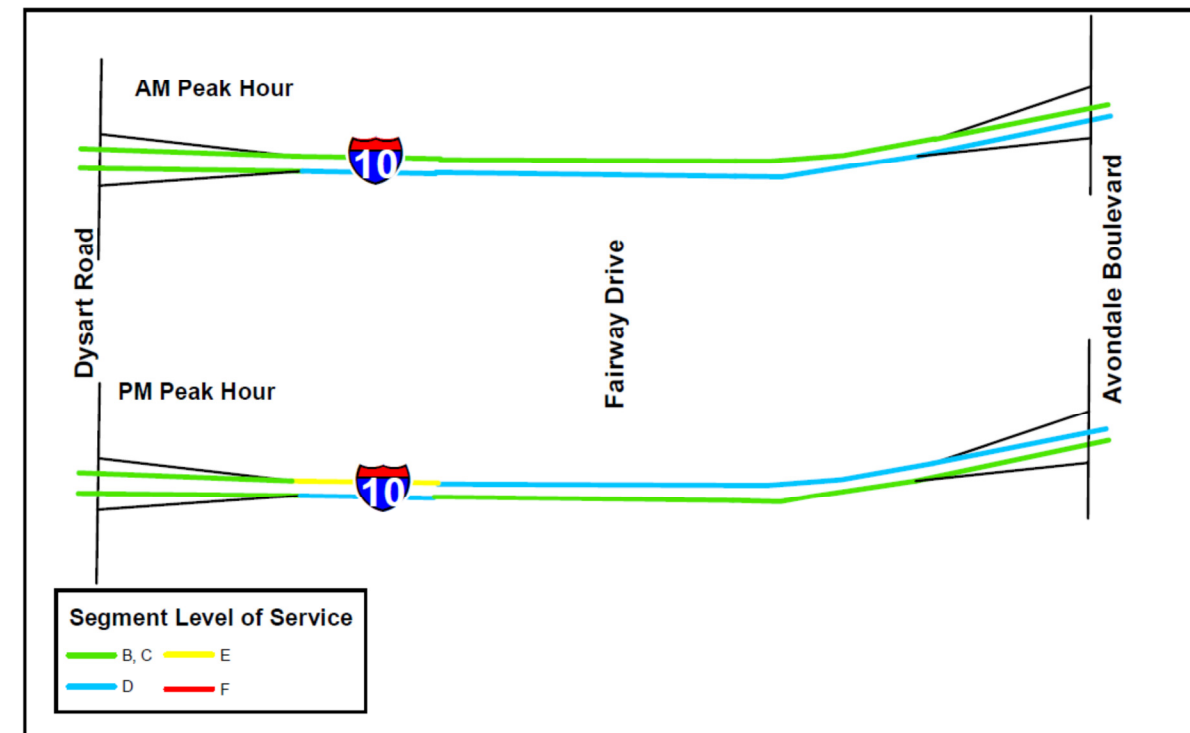 AM Peak Hour
10
Dysart Road
Fairway Drive
Avondale Boulevard
PM Peak Hour
10
Segment Level of Service
B, C
E
D
F